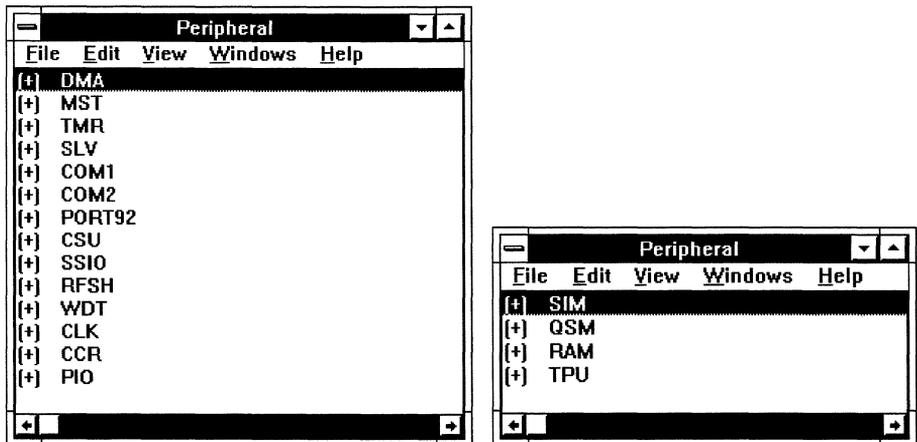 Peripheral
File Edit View Windows Help
(+) DMA
(+) MST
(+) TMR
(+) SLV
(+) COM1
(+) COM2
(+) PORT92
(+) CSU
(+) SSIO
(+) RFSH
(+) WDT
(+) CLK
(+) CCR
(+) PIO
Peripheral
File Edit View Windows Help
(+) SIM
(+) QSM
(+) RAM
(+) TPU